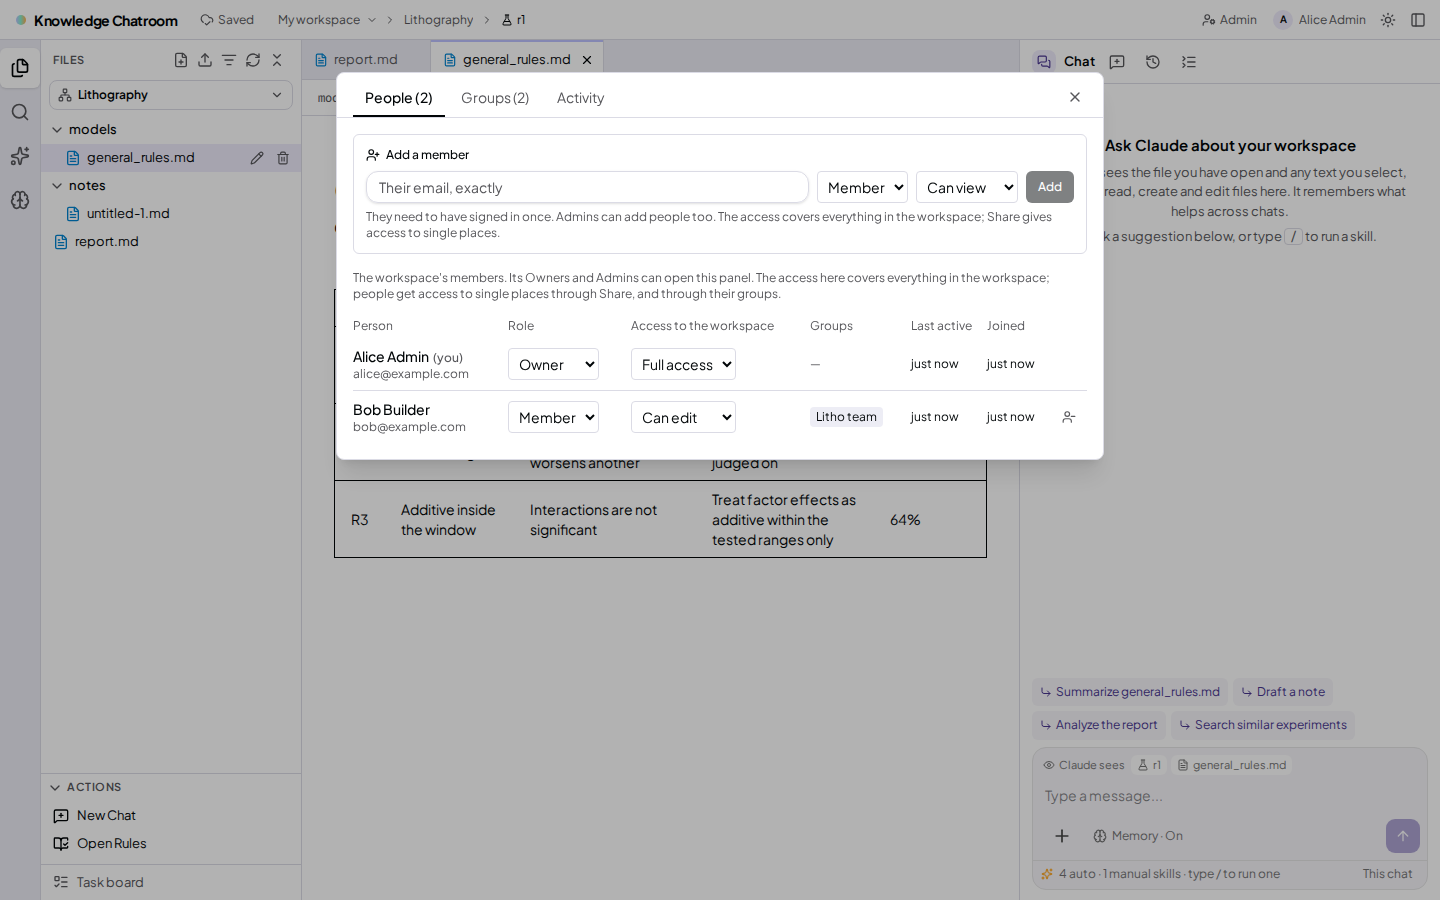 Knowledge Chatroom
Saved
My workspace
Lithography
r1
Admin
A
Alice Admin
FILES
Lithography
models
general_rules.md
notes
untitled-1.md
report.md
ACTIONS
New Chat
Open Rules
Task board
report.md
general_rules.md
People (2)
Groups (2)
Activity
Add a member
Their email, exactly
Member
Can view
Add
They need to have signed in once. Admins can add people too. The access covers everything in the workspace; Share gives
access to single places.
The workspace's members. Its Owners and Admins can open this panel. The access here covers everything in the workspace;
people get access to single places through Share, and through their groups.
Person Role Access to the workspace Groups Last active Joined
Alice Admin (you)
alice@example.com
Owner
Full access
—
just now
just now
Bob Builder
bob@example.com
Member
Can edit
Litho team
just now
just now
worsens another
judged on
R3
Additive inside
the window
Interactions are not
significant
Treat factor effects as
additive within the
tested ranges only
64%
Chat
Ask Claude about your workspace
sees the file you have open and any text you select,
read, create and edit files here. It remembers what
helps across chats.
k a suggestion below, or type / to run a skill.
Summarize general_rules.md
Draft a note
Analyze the report
Search similar experiments
Claude sees
r1
general_rules.md
Type a message...
Memory · On
4 auto · 1 manual skills · type / to run one
This chat